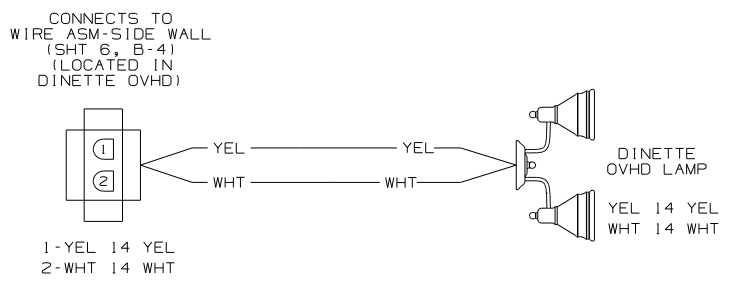 CONNECTS TO
WIRE ASM-SIDE WALL
(SHT 6, B-4)
(LOCATED IN
DINETTE OVHD)
1
2
YEL
YEL
WHT
WHT
DINETTE
OVHD LAMP
YEL 14 YEL
WHT 14 WHT
1-YEL 14 YEL
2-WHT 14 WHT